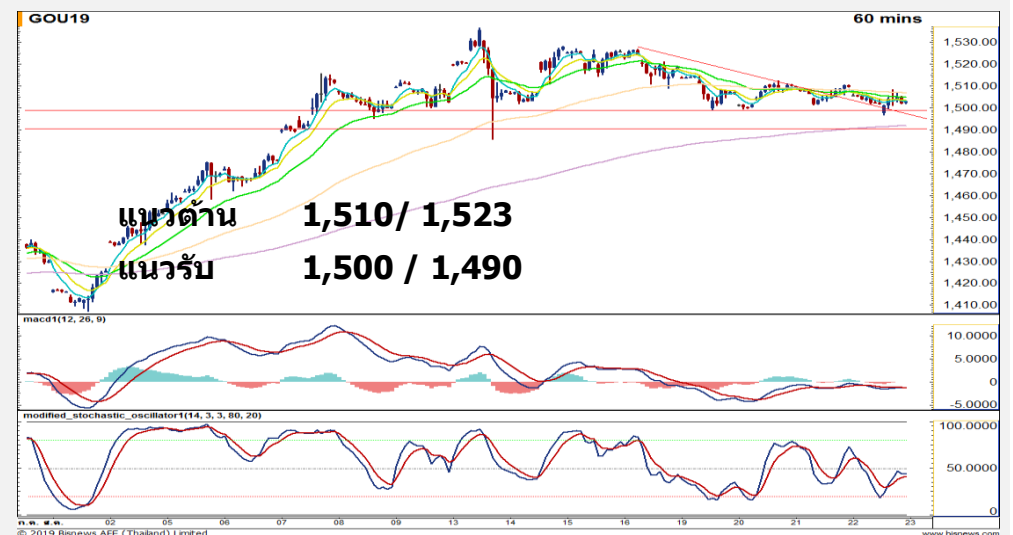 GOU19 60 mins
1,530.00
1,520.00
1,510.00
1,500.00
1,490.00
1,480.00
1,470.00
1,460.00
1,450.00
1,440.00
1,430.00
1,420.00
1,410.00
แนวต้าน 1,510/ 1,523
แนวรับ 1,500 / 1,490
macd1(12, 26, 9)
10.0000
5.0000
0
-5.0000
modified_stochastic_oscillator1(14, 3, 3, 80, 20)
100.0000
50.0000
0
ก.ค. ส.ค. 02 05 06 07 08 09 13 14 15 16 19 20 21 22 23
© 2019 Bisnews AFE (Thailand) Limited www.bisnews.com